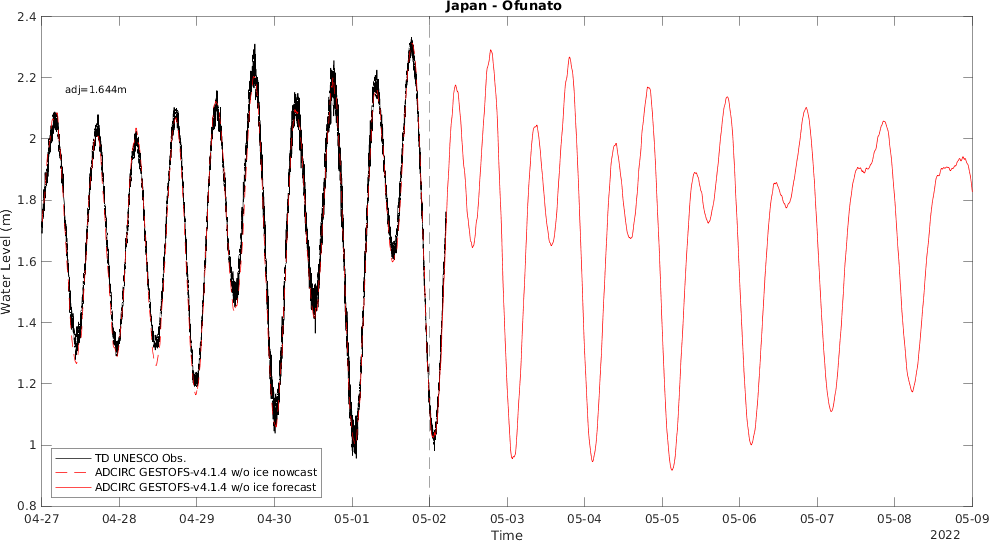 Japan - Ofunato
2.4
2.2
2
1.8
1.6
1.4
1.2
1
0.8
Water Level (m)
adj=1.644m
TD UNESCO Obs.
ADCIRC GESTOFS-v4.1.4 w/o ice nowcast
ADCIRC GESTOFS-v4.1.4 w/o ice forecast
04-27 04-28 04-29 04-30 05-01 05-02 05-03 05-04 05-05 05-06 05-07 05-08 05-09
Time
2022